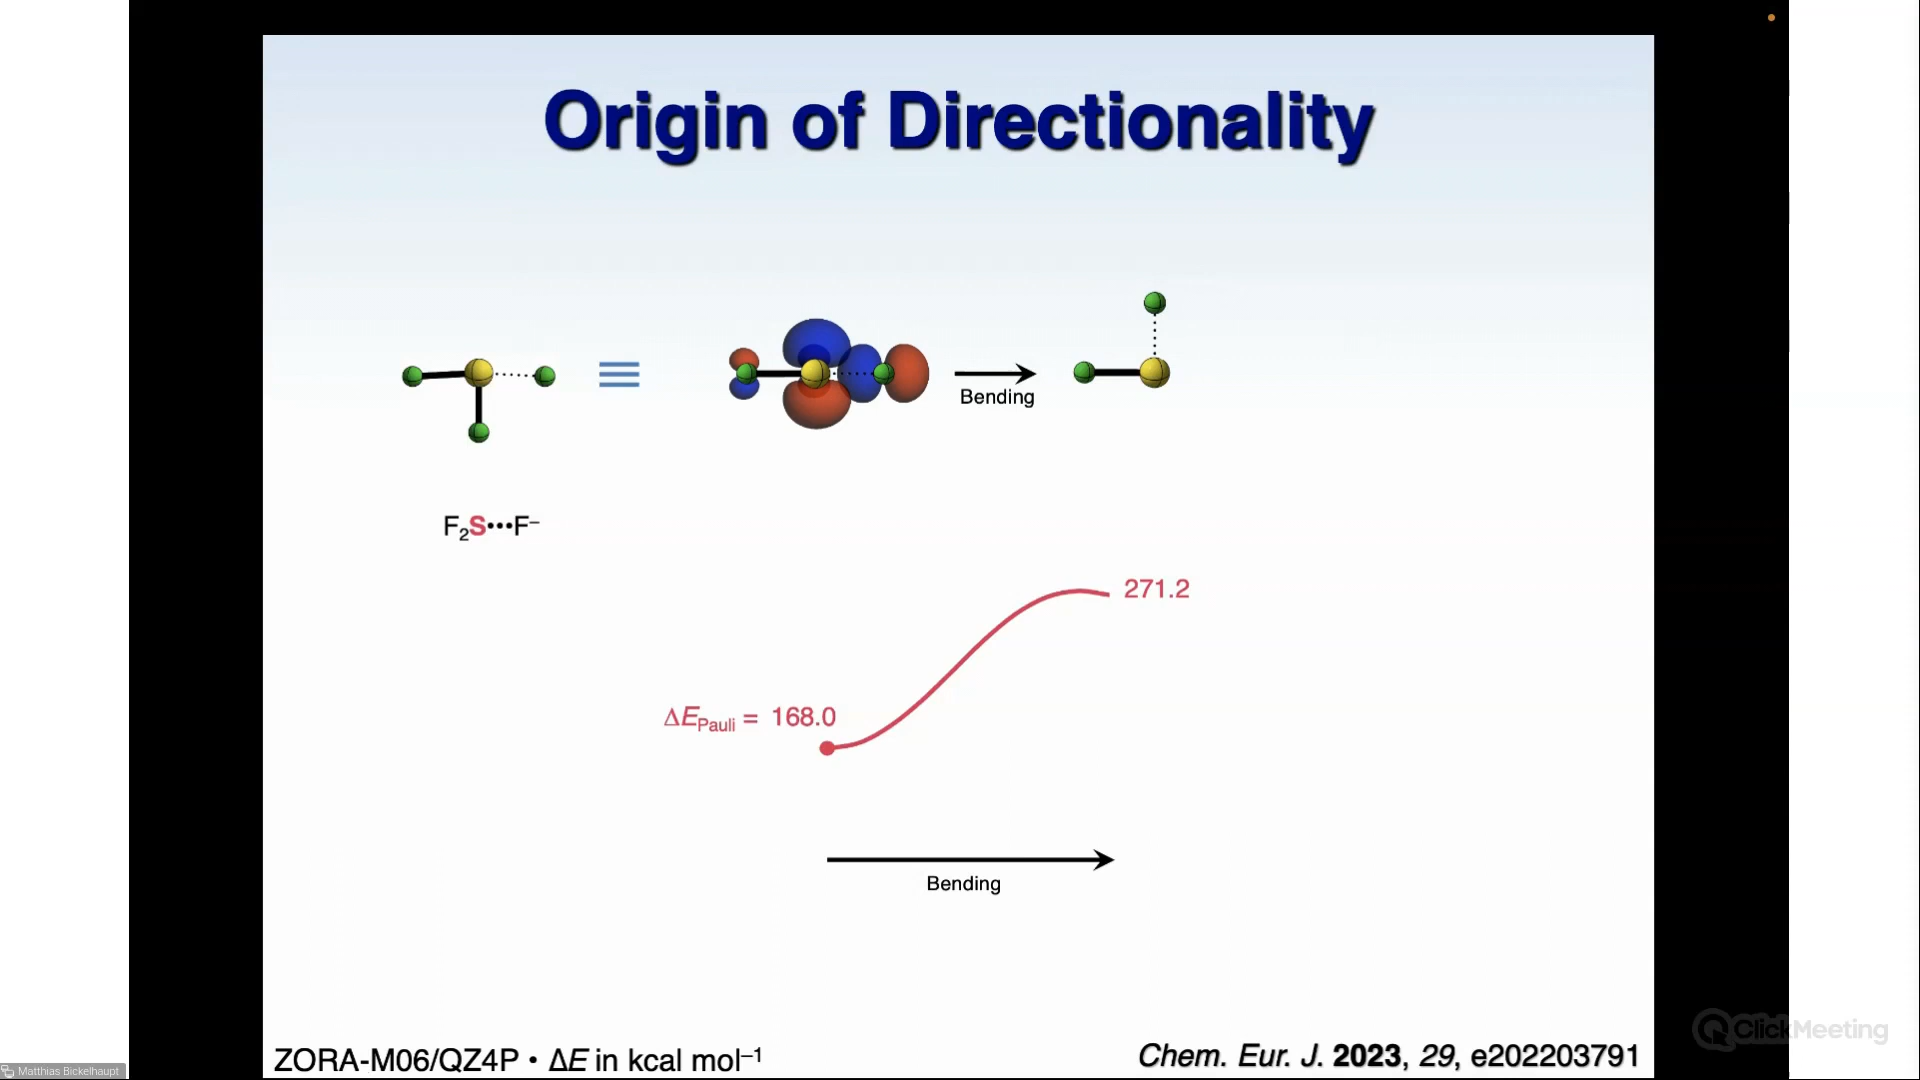 Origin of Directionality
Bending
F₂S•••F⁻
271.2
ΔE_Pauli = 168.0
Bending
ZORA-M06/QZ4P • ΔE in kcal mol⁻¹
Chem. Eur. J. 2023, 29, e202203791
ClickMeeting
Matthias Bickelhaupt